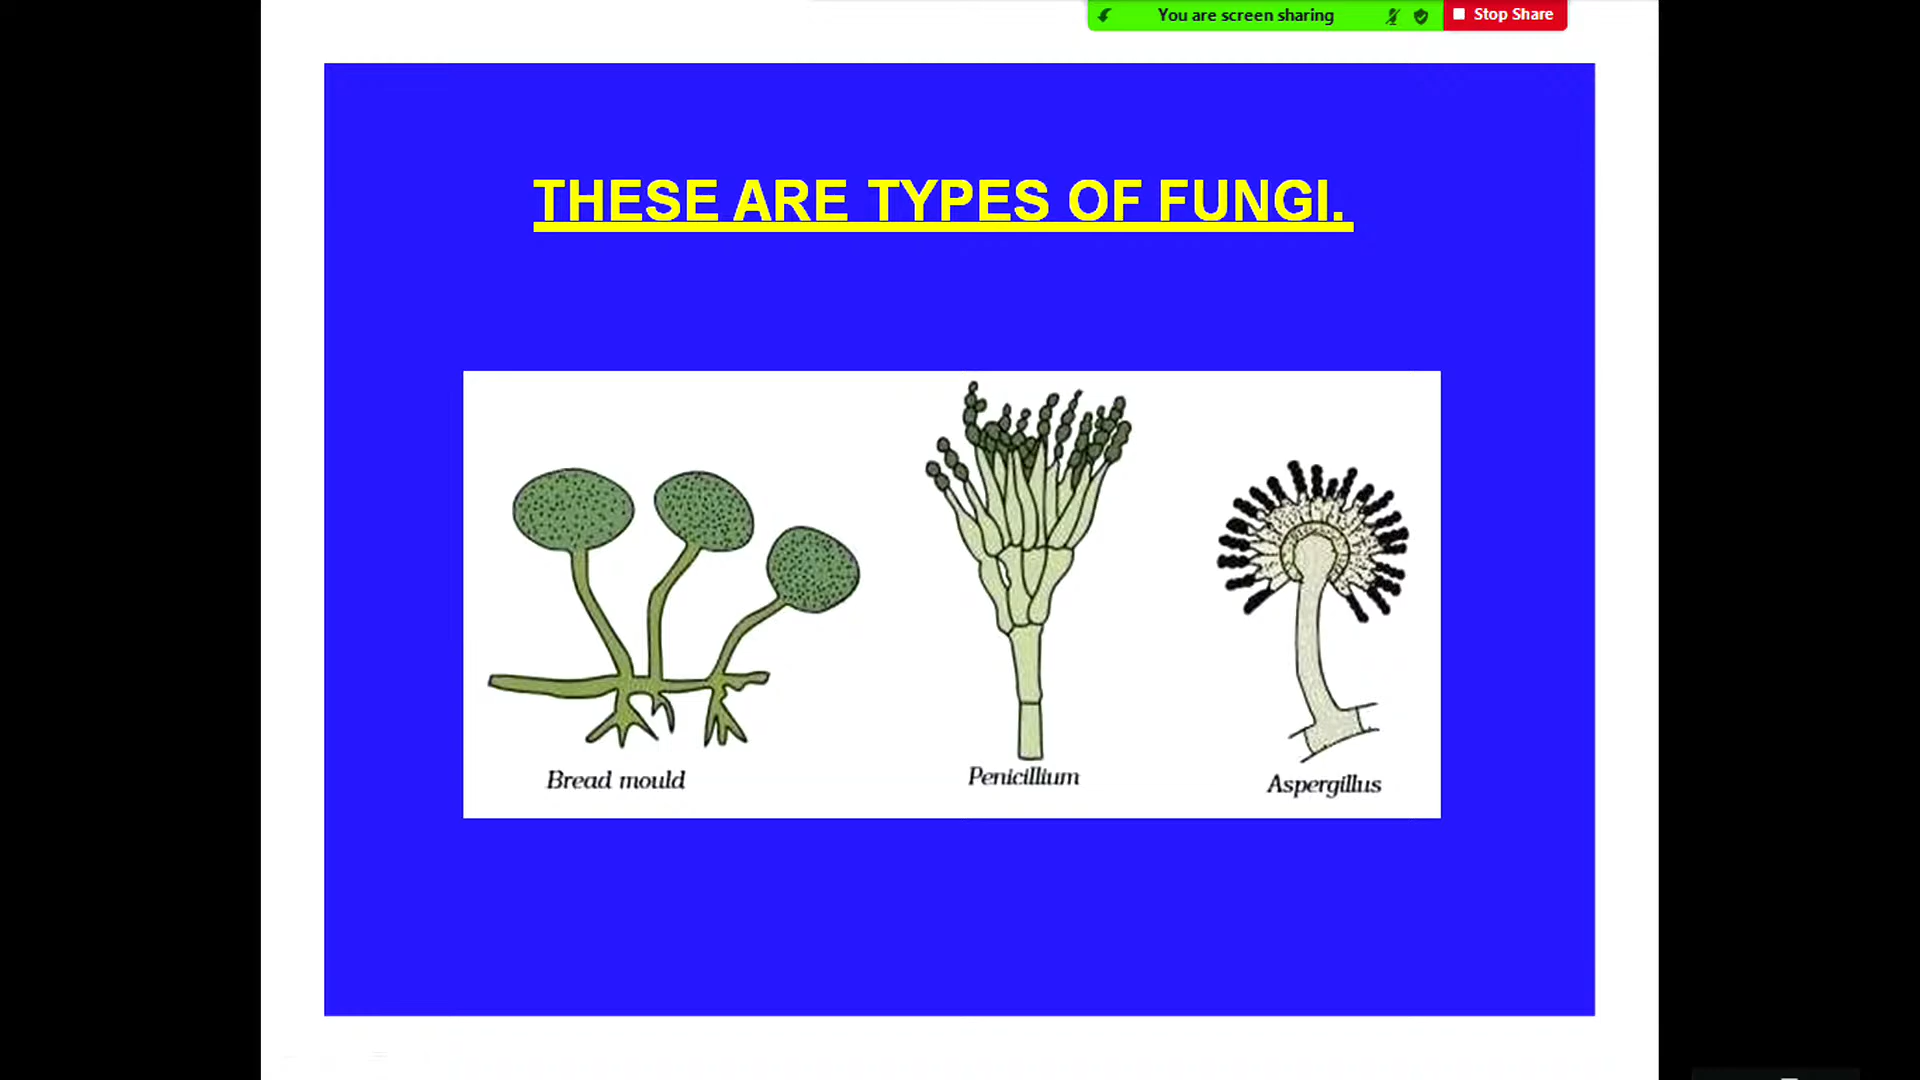 You are screen sharing
Stop Share
THESE ARE TYPES OF FUNGI.
Bread mould
Penicillium
Aspergillus